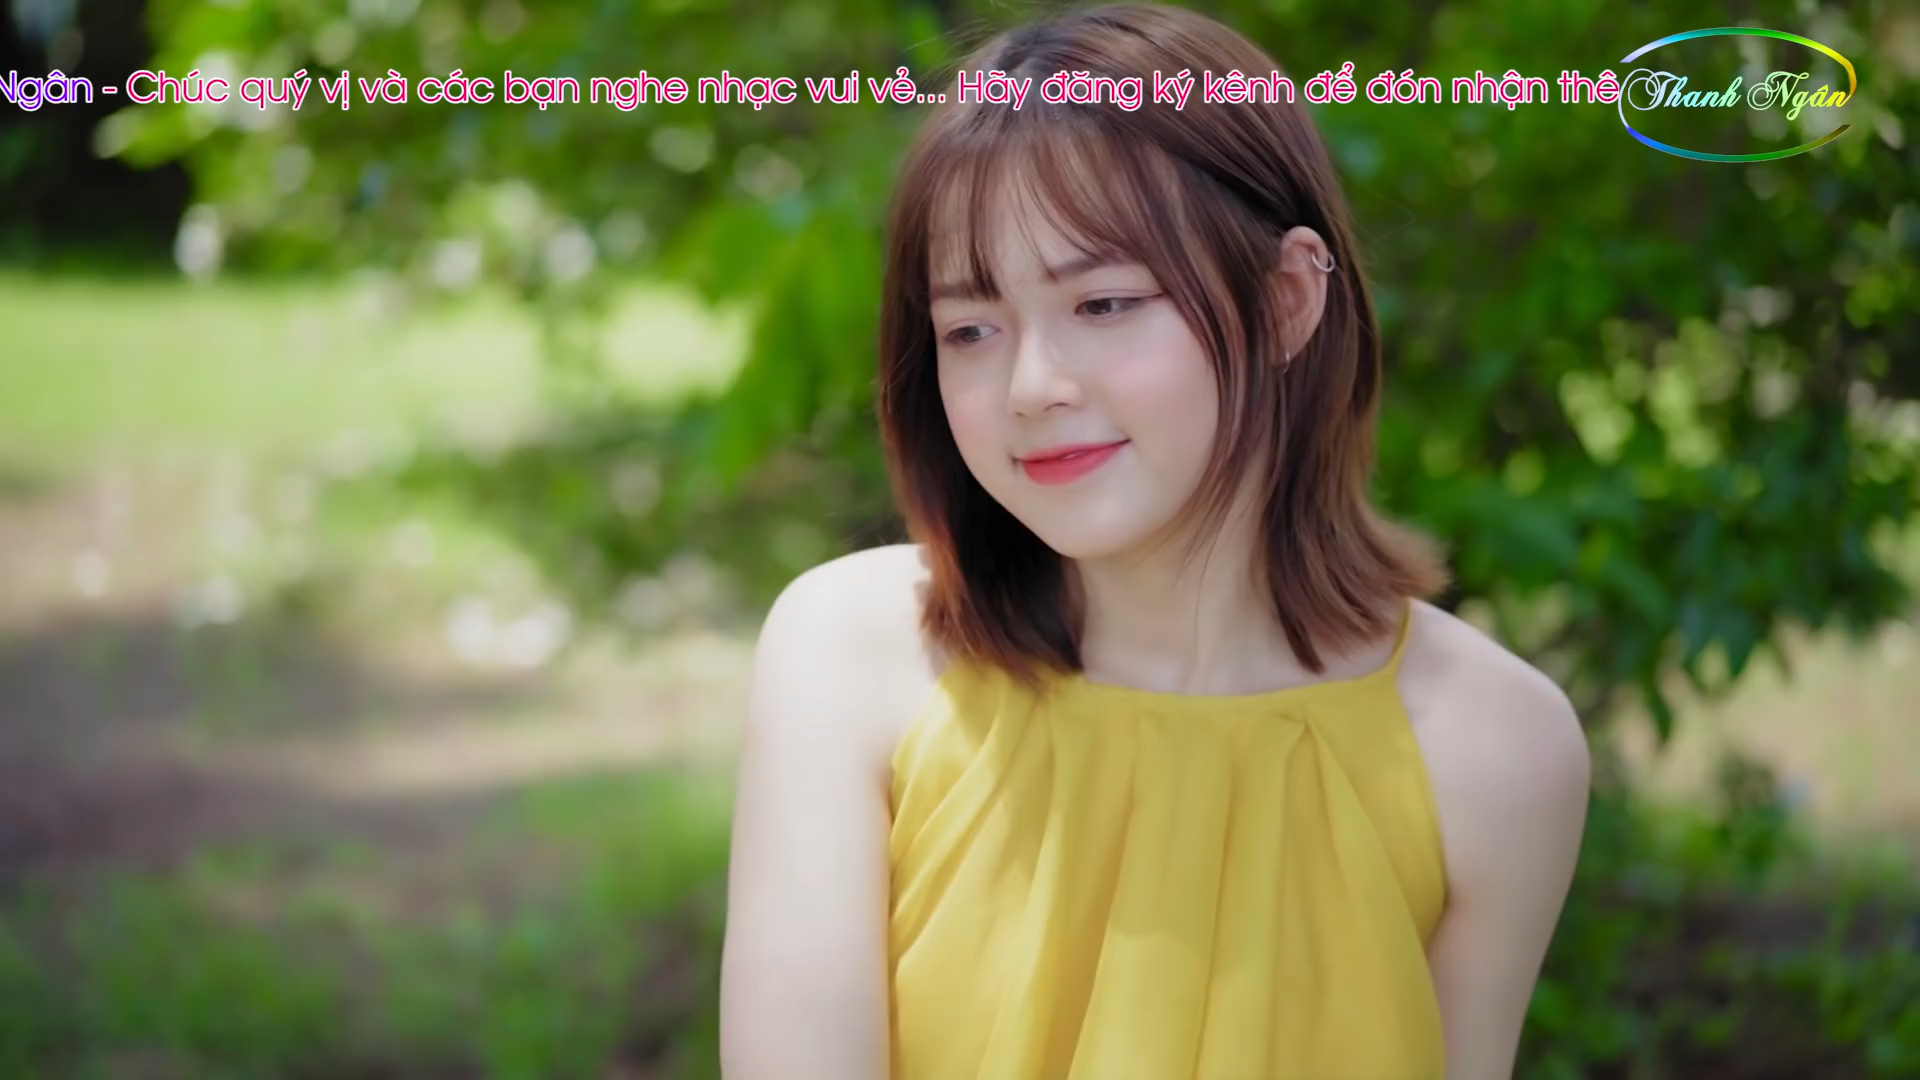 Ngân - Chúc quý vị và các bạn nghe nhạc vui vẻ... Hãy đăng ký kênh để đón nhận thê
Thanh Ngân